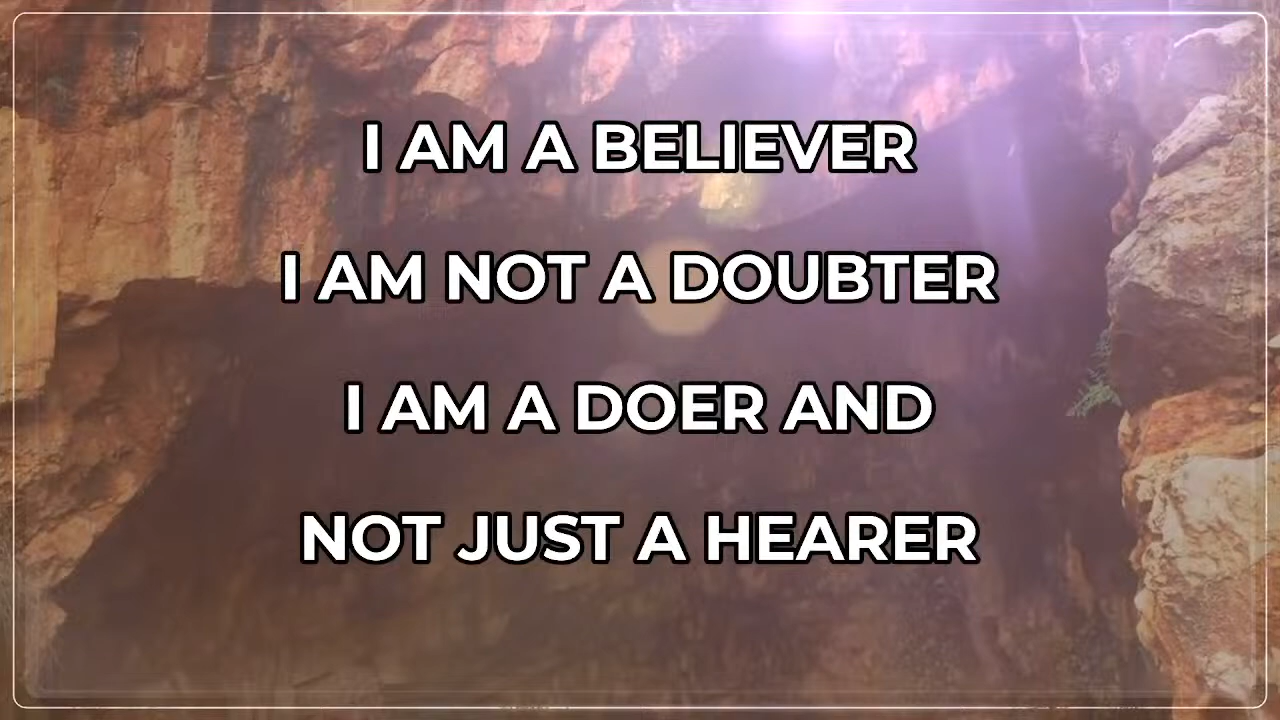 I AM A BELIEVER
I AM NOT A DOUBTER
I AM A DOER AND
NOT JUST A HEARER